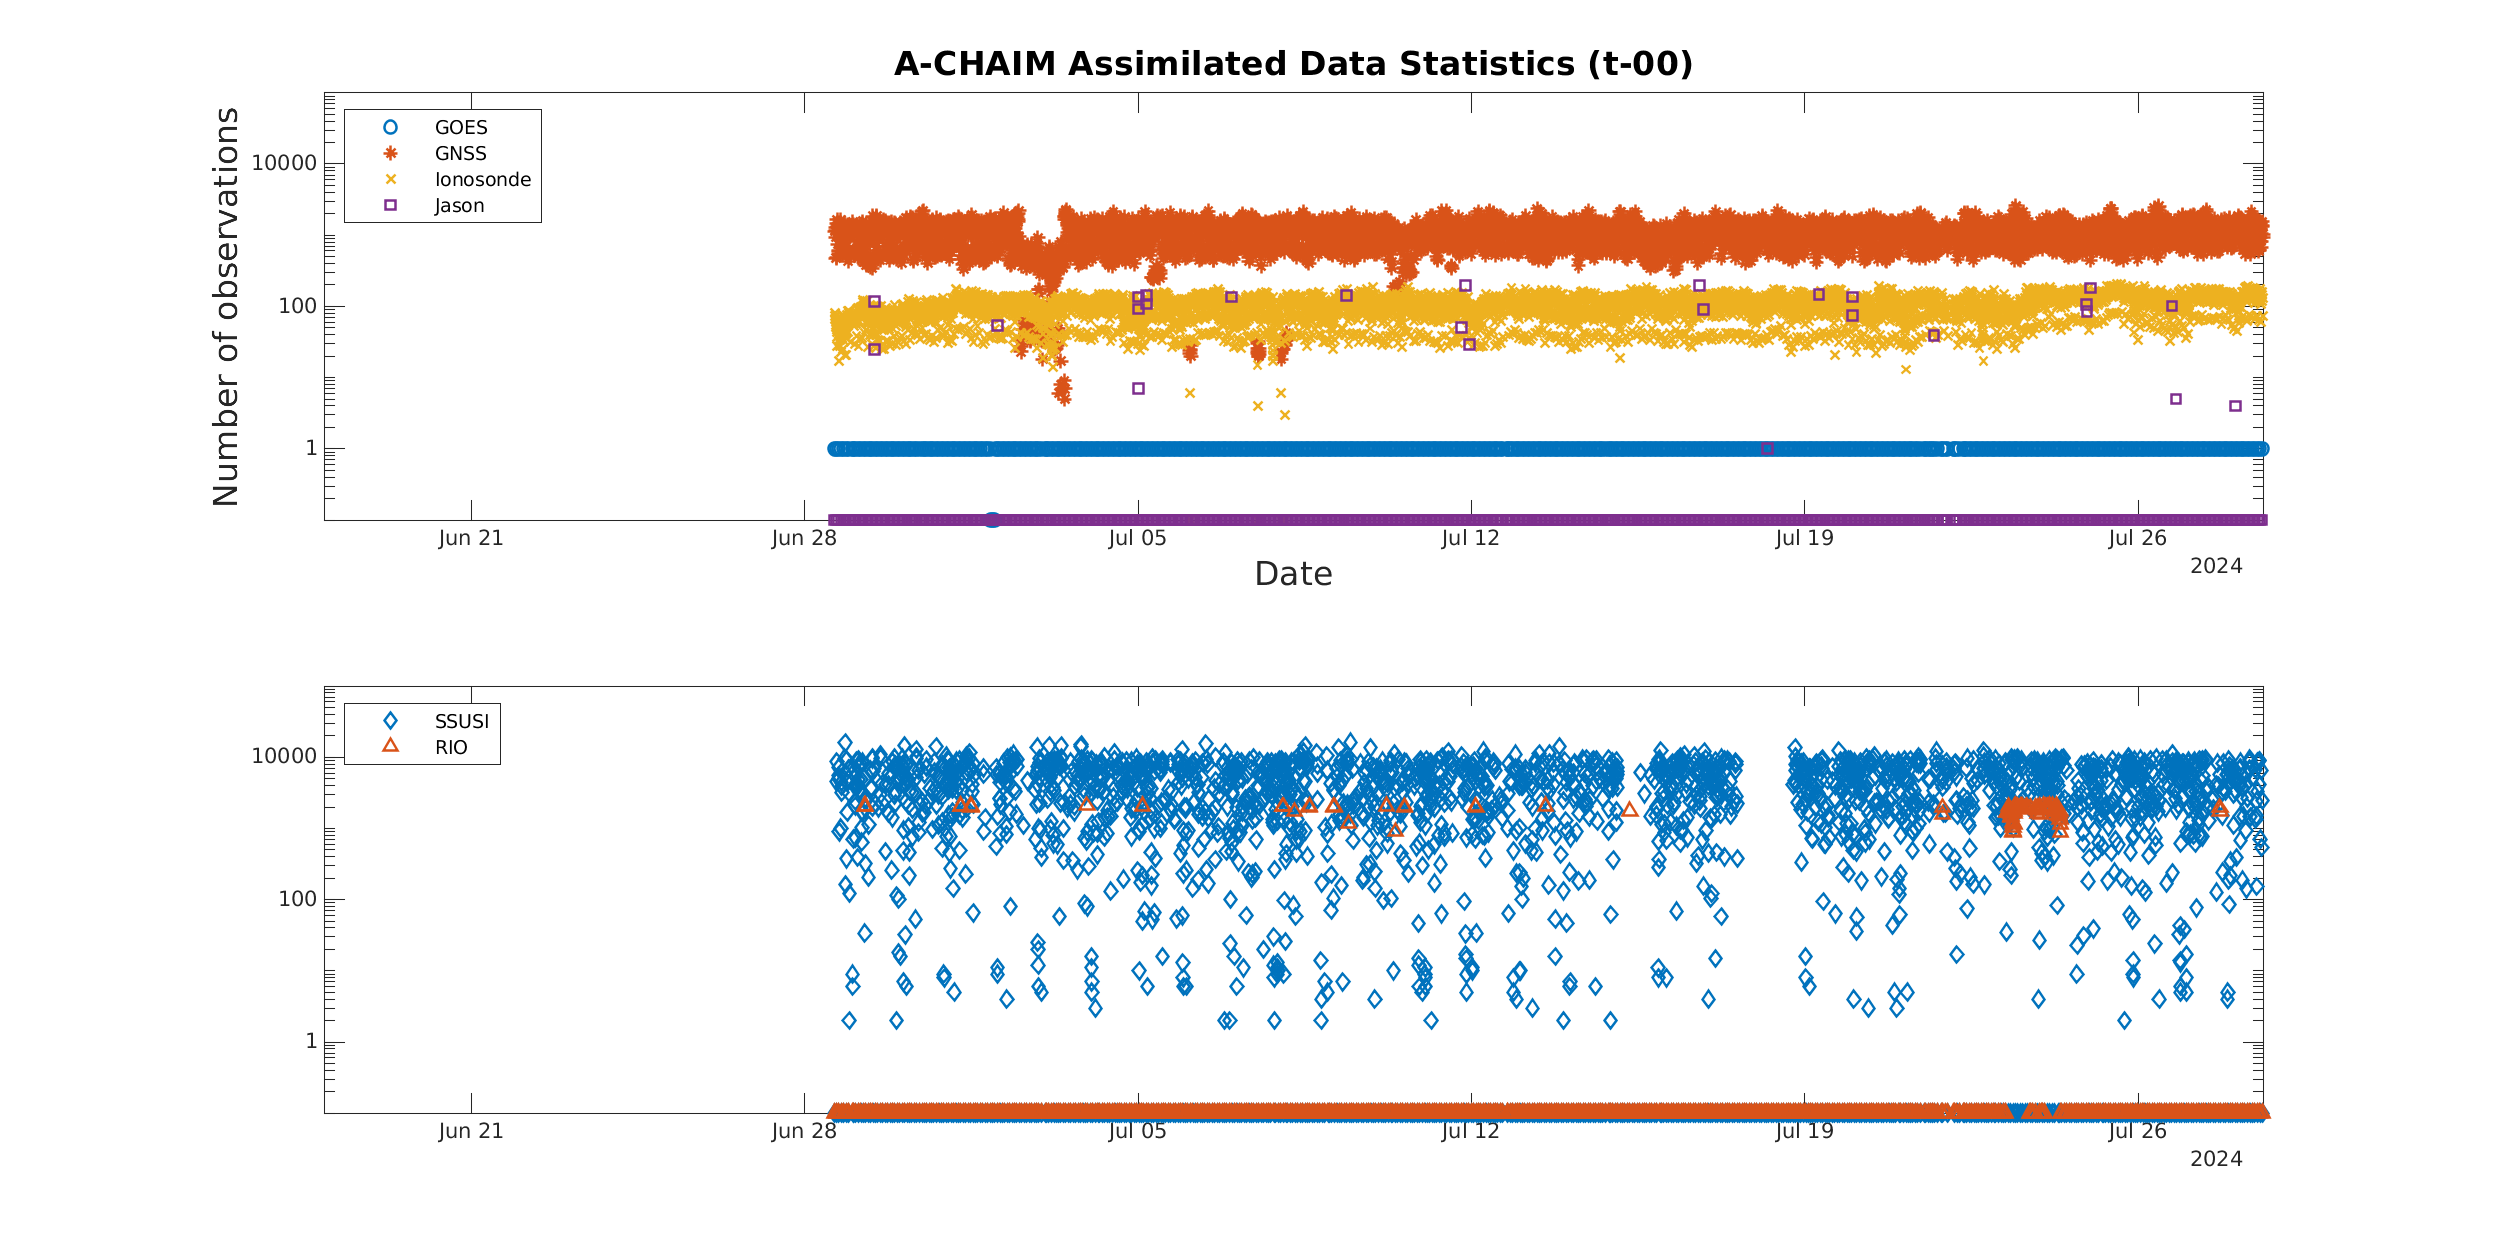 A-CHAIM Assimilated Data Statistics (t-00)
Number of observations
10000
100
1
GOES
GNSS
Ionosonde
Jason
Jun 21 Jun 28 Jul 05 Jul 12 Jul 19 Jul 26
2024
Date
10000
100
1
SSUSI
RIO
Jun 21 Jun 28 Jul 05 Jul 12 Jul 19 Jul 26
2024